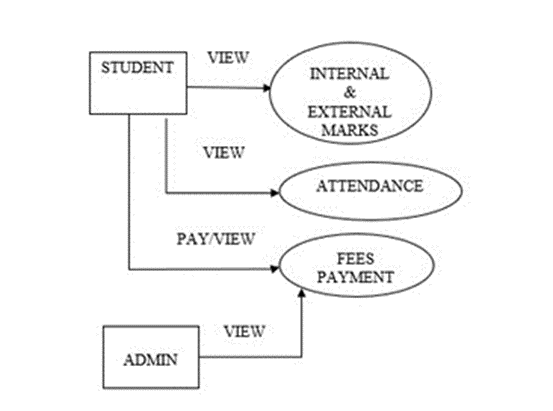 VIEW
STUDENT
INTERNAL
&
EXTERNAL
MARKS
VIEW
ATTENDANCE
PAY/VIEW
FEES
PAYMENT
VIEW
ADMIN